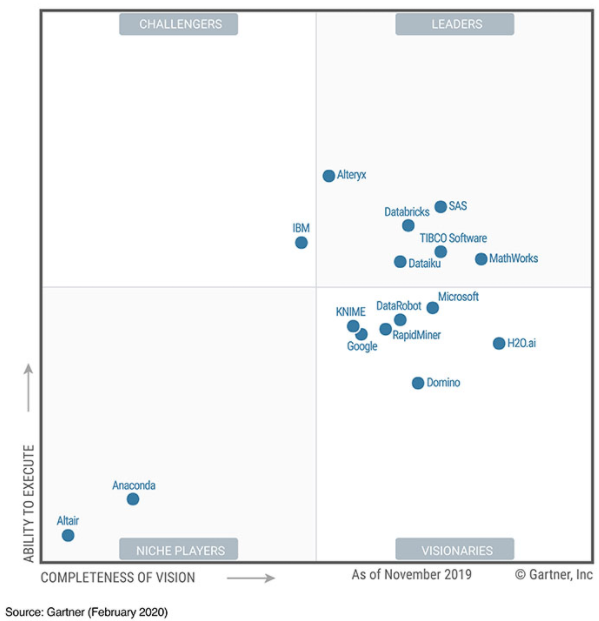 CHALLENGERS
LEADERS
Alteryx
SAS
Databricks
IBM
TIBCO Software
MathWorks
Dataiku
Microsoft
DataRobot
KNIME
RapidMiner
Google
H2O.ai
Domino
Anaconda
Altair
ABILITY TO EXECUTE
NICHE PLAYERS
VISIONARIES
COMPLETENESS OF VISION
As of November 2019
© Gartner, Inc
Source: Gartner (February 2020)